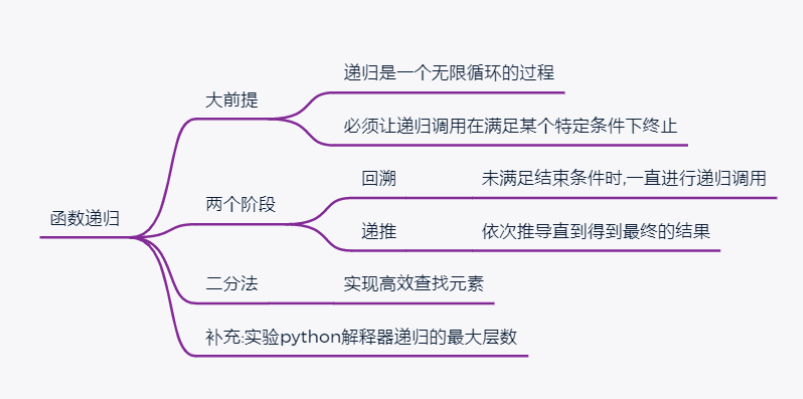 递归是一个无限循环的过程
大前提
必须让递归调用在满足某个特定条件下终止
回溯 未满足结束条件时,一直进行递归调用
两个阶段
函数递归
递推 依次推导直到得到最终的结果
二分法 实现高效查找元素
补充:实验python解释器递归的最大层数